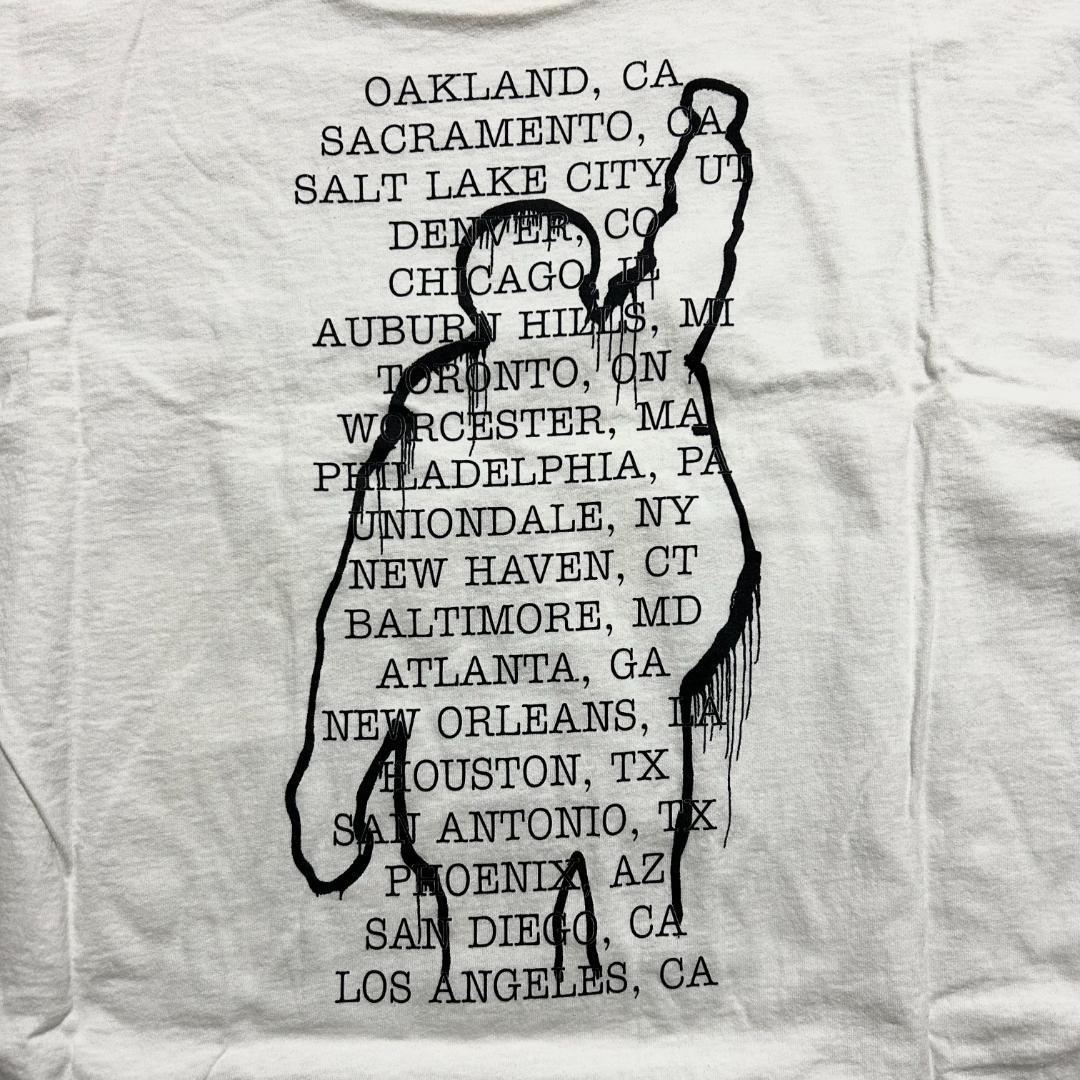 OAKLAND, CA
SACRAMENTO, CA
SALT LAKE CITY, UT
DENVER, CO
CHICAGO, IL
AUBURN HILLS, MI
TORONTO, ON
WORCESTER, MA
PHILADELPHIA, PA
UNIONDALE, NY
NEW HAVEN, CT
BALTIMORE, MD
ATLANTA, GA
NEW ORLEANS, LA
HOUSTON, TX
SAN ANTONIO, TX
PHOENIX, AZ
SAN DIEGO, CA
LOS ANGELES, CA